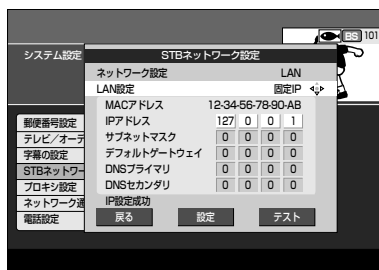 BS 101
システム設定
STBネットワーク設定
ネットワーク設定 LAN
LAN設定 固定IP
MACアドレス 12-34-56-78-90-AB
IPアドレス 127 0 0 1
サブネットマスク 0 0 0 0
デフォルトゲートウェイ 0 0 0 0
DNSプライマリ 0 0 0 0
DNSセカンダリ 0 0 0 0
IP設定成功
戻る 設定 テスト
郵便番号設定
テレビ／オーデ
字幕の設定
STBネットワー
プロキシ設定
ネットワーク通
電話設定